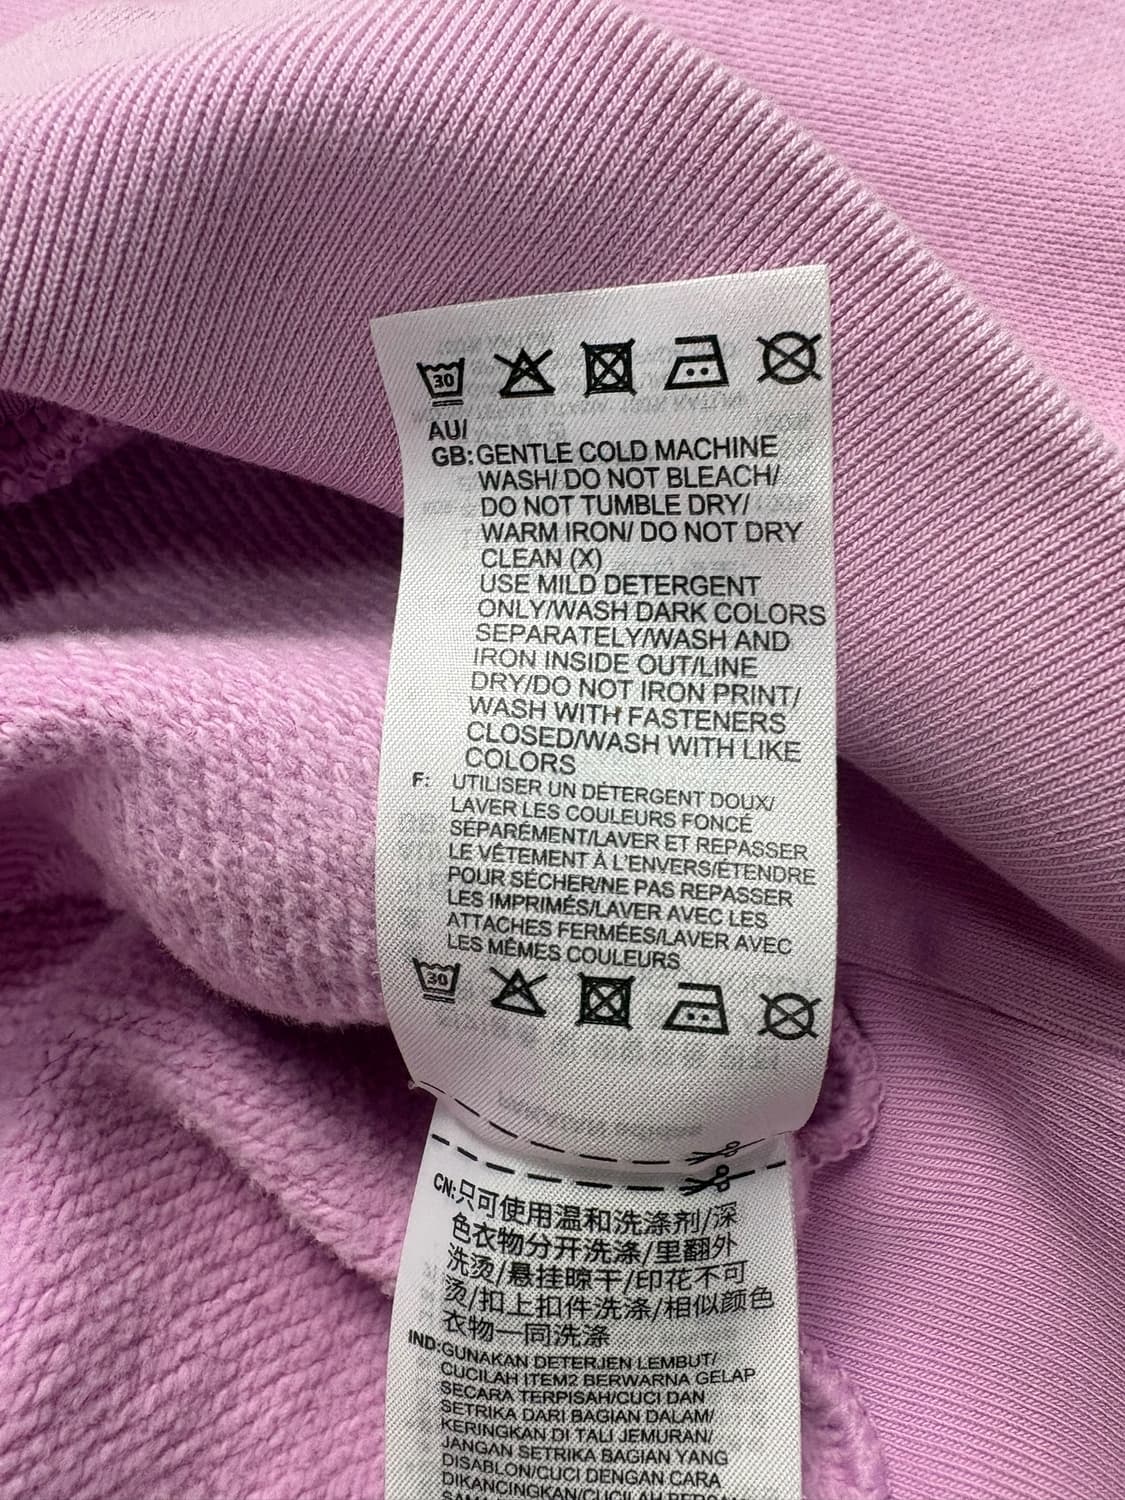 30
AU/
GB: GENTLE COLD MACHINE
WASH/ DO NOT BLEACH/
DO NOT TUMBLE DRY/
WARM IRON/ DO NOT DRY
CLEAN (X)
USE MILD DETERGENT
ONLY/WASH DARK COLORS
SEPARATELY/WASH AND
IRON INSIDE OUT/LINE
DRY/DO NOT IRON PRINT/
WASH WITH FASTENERS
CLOSED/WASH WITH LIKE
COLORS
F: UTILISER UN DÉTERGENT DOUX/
LAVER LES COULEURS FONCÉ
SÉPARÉMENT/LAVER ET REPASSER
LE VÊTEMENT À L'ENVERS/ÉTENDRE
POUR SÉCHER/NE PAS REPASSER
LES IMPRIMÉS/LAVER AVEC LES
ATTACHES FERMÉES/LAVER AVEC
LES MÊMES COULEURS
30
CN:只可使用温和洗涤剂/深
色衣物分开洗涤/里翻外
洗烫/悬挂晾干/印花不可
烫/扣上扣件洗涤/相似颜色
衣物一同洗涤
IND:GUNAKAN DETERJEN LEMBUT/
CUCILAH ITEM2 BERWARNA GELAP
SECARA TERPISAH/CUCI DAN
SETRIKA DARI BAGIAN DALAM/
KERINGKAN DI TALI JEMURAN/
JANGAN SETRIKA BAGIAN YANG
DISABLON/CUCI DENGAN CARA
DIKANCINGKAN/CUCILAH